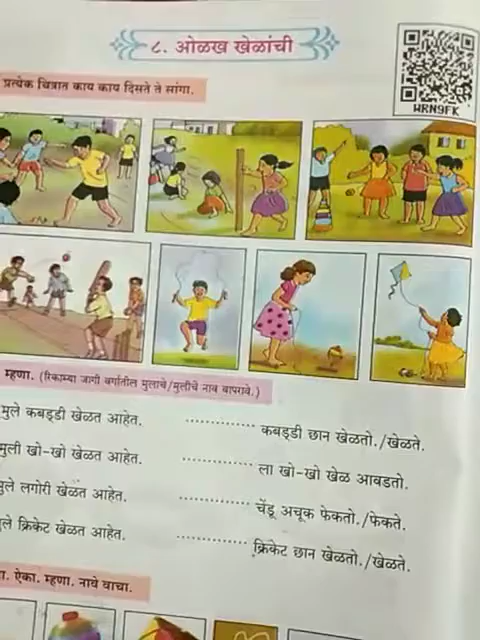 ८. ओळख खेळांची
WRN9FK
प्रत्येक चित्रात काय काय दिसते ते सांगा.
म्हणा. (रिकाम्या जागी वर्गातील मुलाचे/मुलीचे नाव वापरावे.)
मुले कबड्डी खेळत आहेत. .............. कबड्डी छान खेळतो./खेळते.
मुली खो-खो खेळत आहेत. .............. ला खो-खो खेळ आवडतो.
मुले लगोरी खेळत आहेत. .............. चेंडू अचूक फेकतो./फेकते.
मुले क्रिकेट खेळत आहेत. .............. क्रिकेट छान खेळतो./खेळते.
ऐका. म्हणा. नावे वाचा.